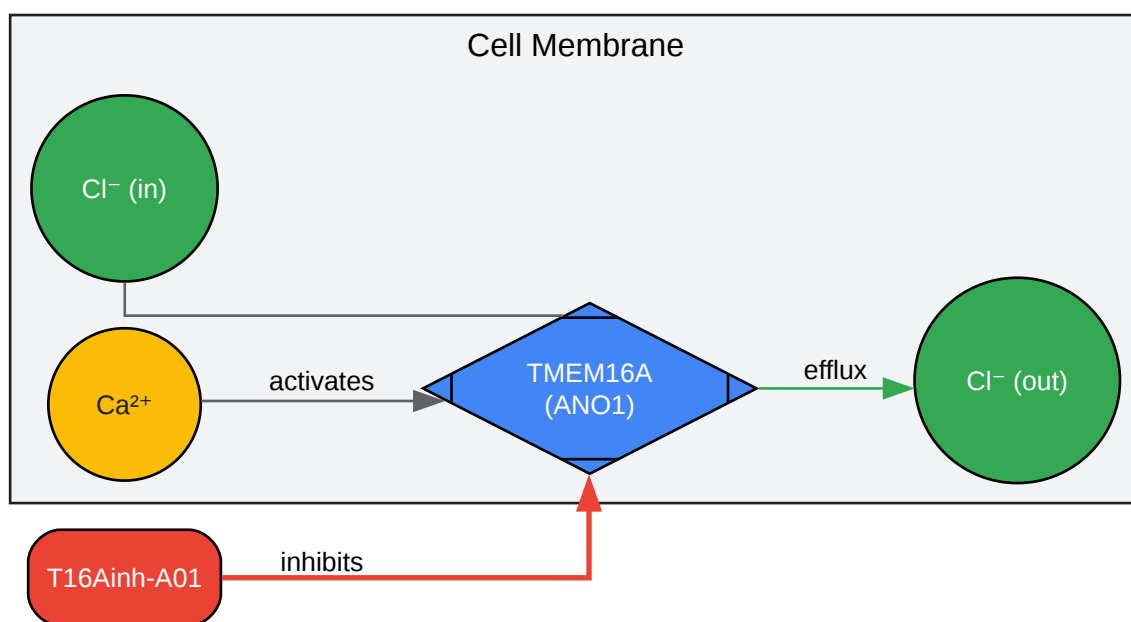 Cell Membrane
Cl⁻ (in)
activates
Ca²⁺
TMEM16A
(ANO1)
efflux
Cl⁻ (out)
inhibits
T16Ainh-A01